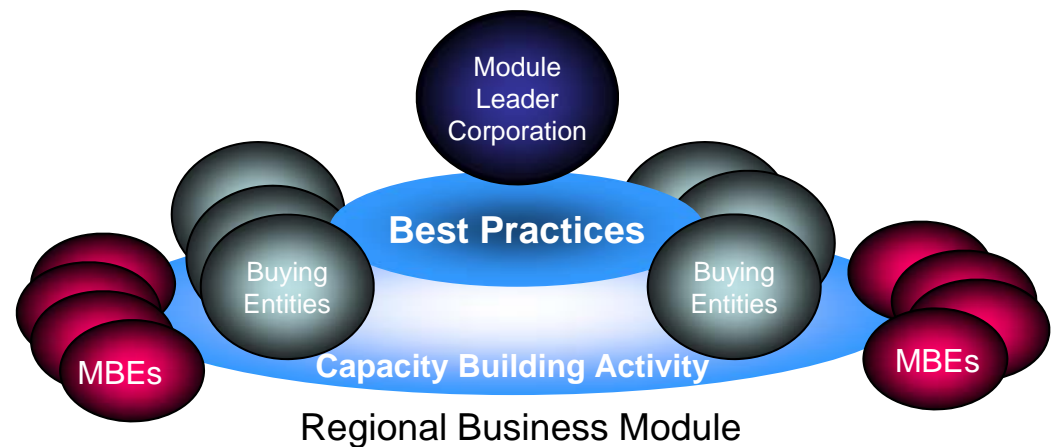 Module
Leader
Corporation
Best Practices
Buying
Entities
Buying
Entities
MBEs
Capacity Building Activity
MBEs
Regional Business Module